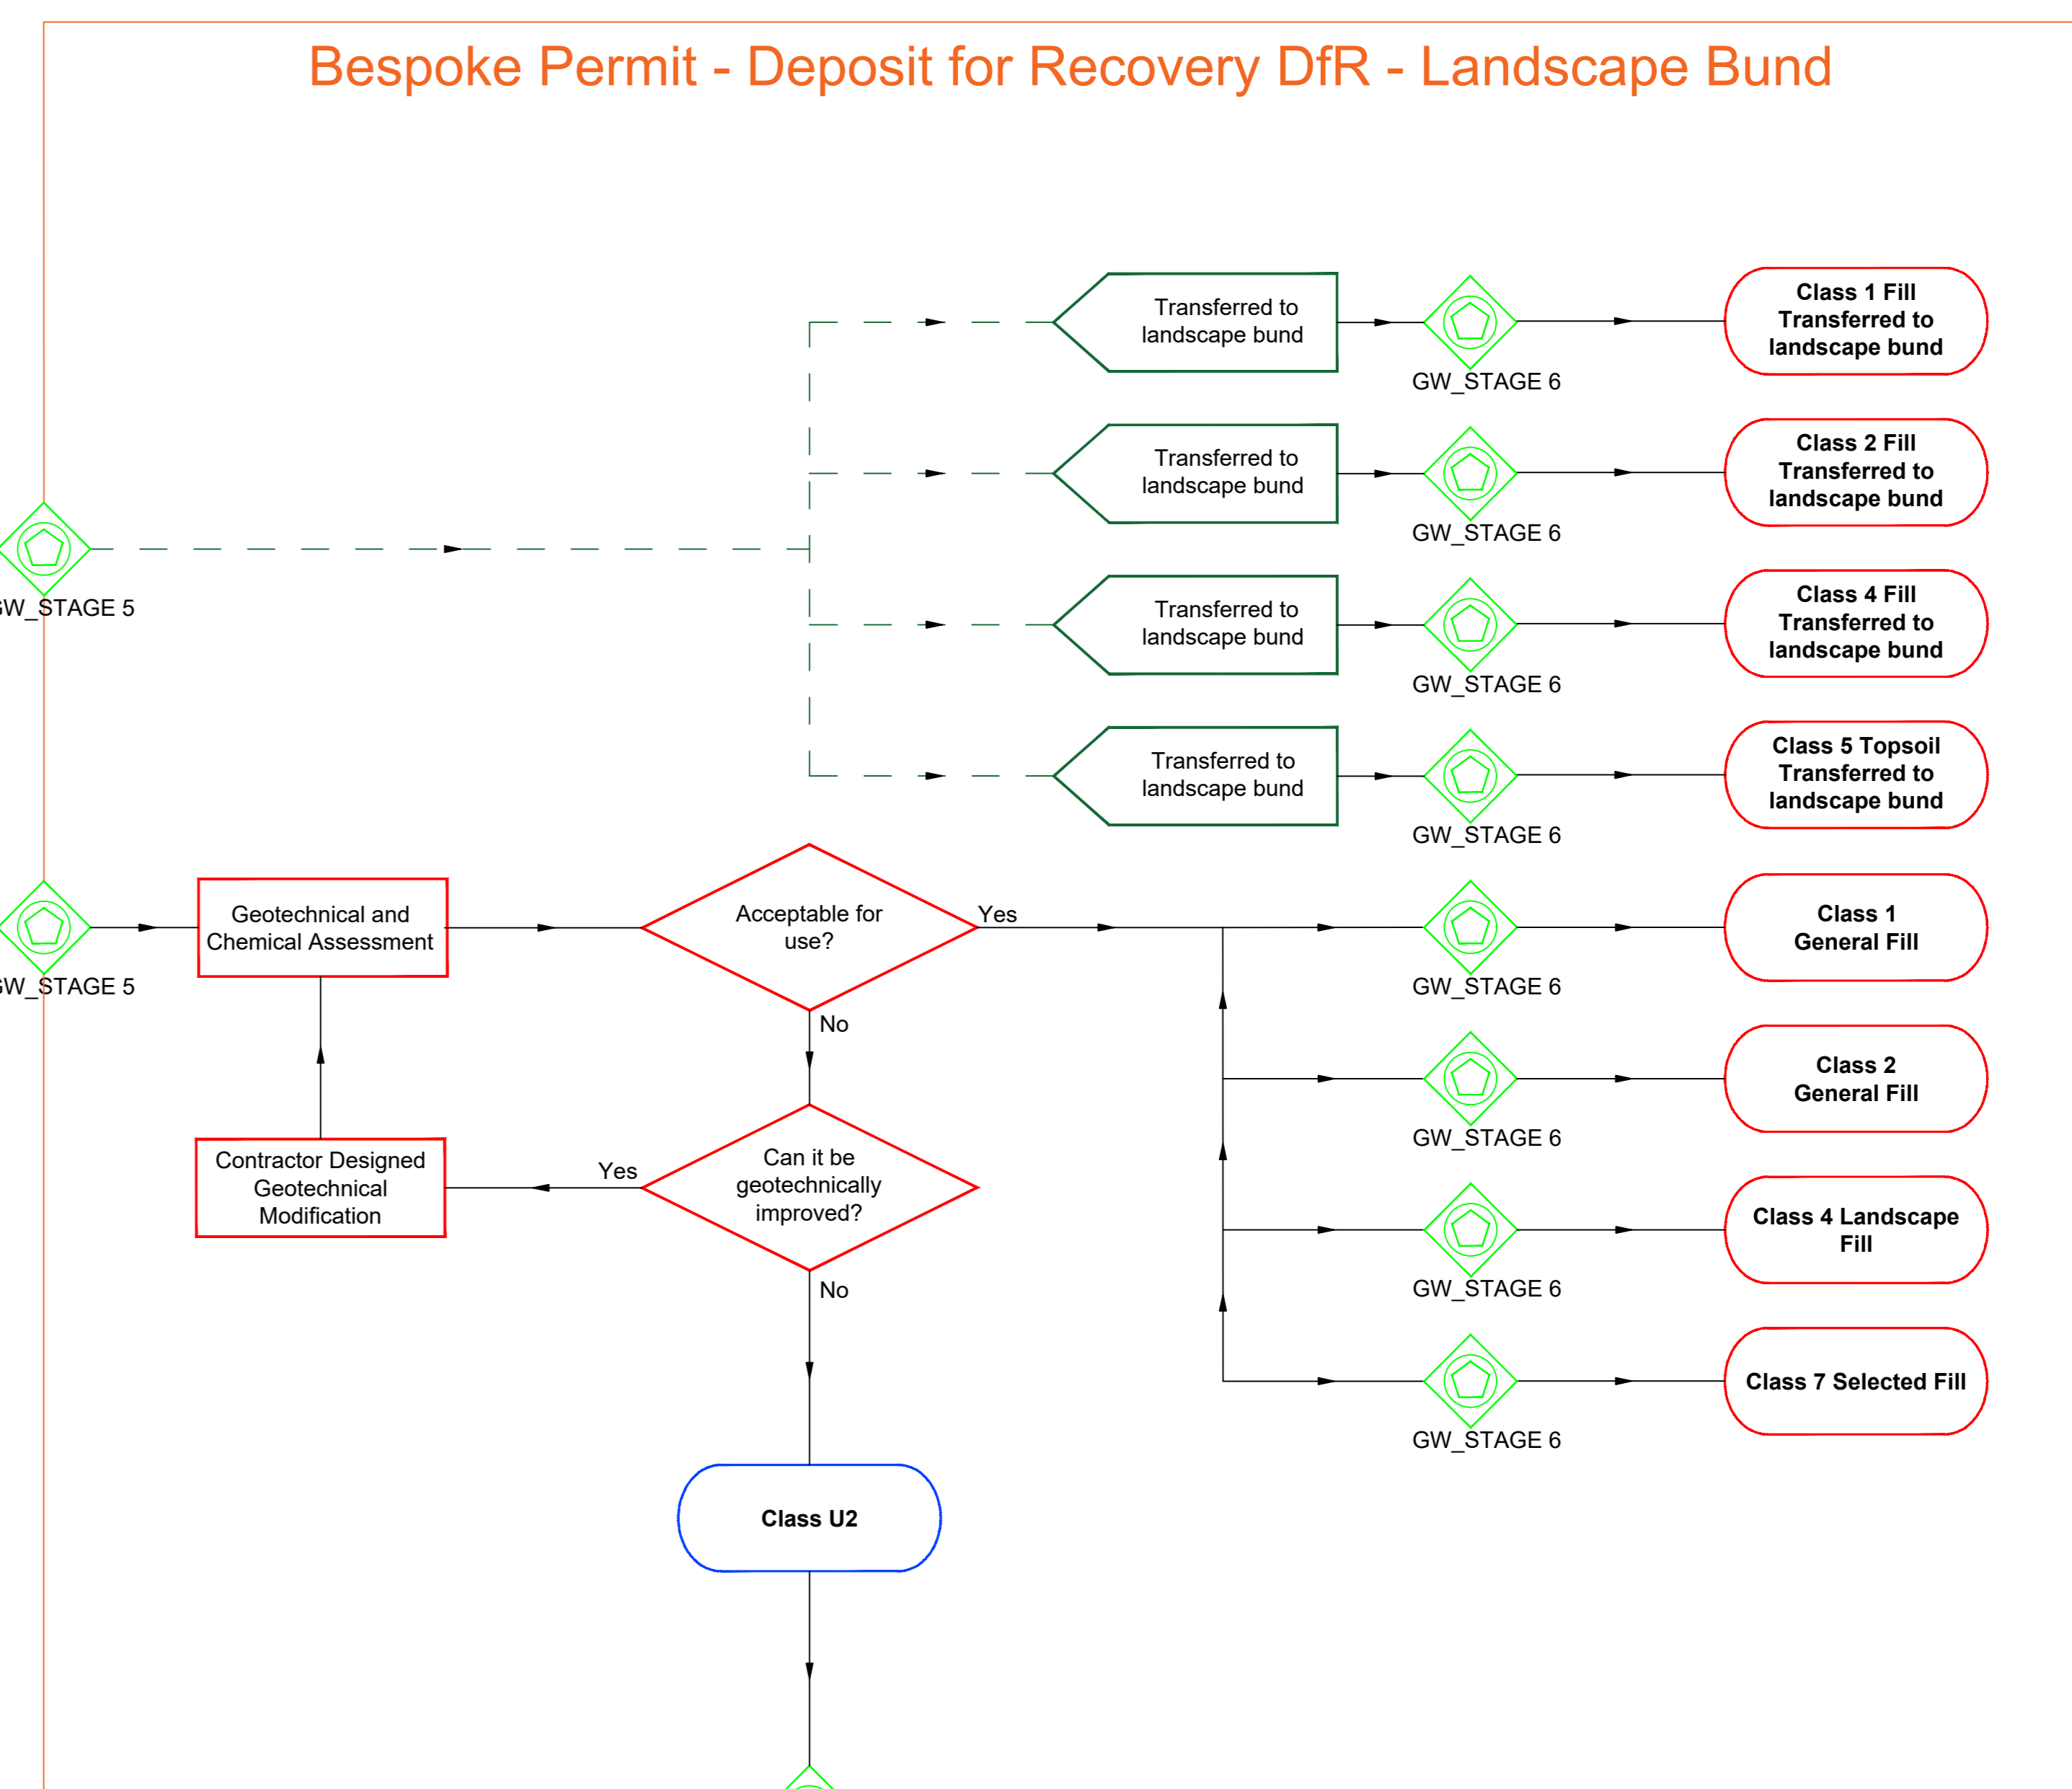 Bespoke Permit - Deposit for Recovery DfR - Landscape Bund
Transferred to
landscape bund
GW_STAGE 6
Class 1 Fill
Transferred to
landscape bund
Transferred to
landscape bund
GW_STAGE 6
Class 2 Fill
Transferred to
landscape bund
GW_STAGE 5
Transferred to
landscape bund
GW_STAGE 6
Class 4 Fill
Transferred to
landscape bund
Transferred to
landscape bund
GW_STAGE 6
Class 5 Topsoil
Transferred to
landscape bund
GW_STAGE 5
Geotechnical and
Chemical Assessment
Acceptable for
use?
Yes
No
GW_STAGE 6
Class 1
General Fill
GW_STAGE 6
Class 2
General Fill
Contractor Designed
Geotechnical
Modification
Yes
Can it be
geotechnically
improved?
No
GW_STAGE 6
Class 4 Landscape
Fill
GW_STAGE 6
Class 7 Selected Fill
Class U2